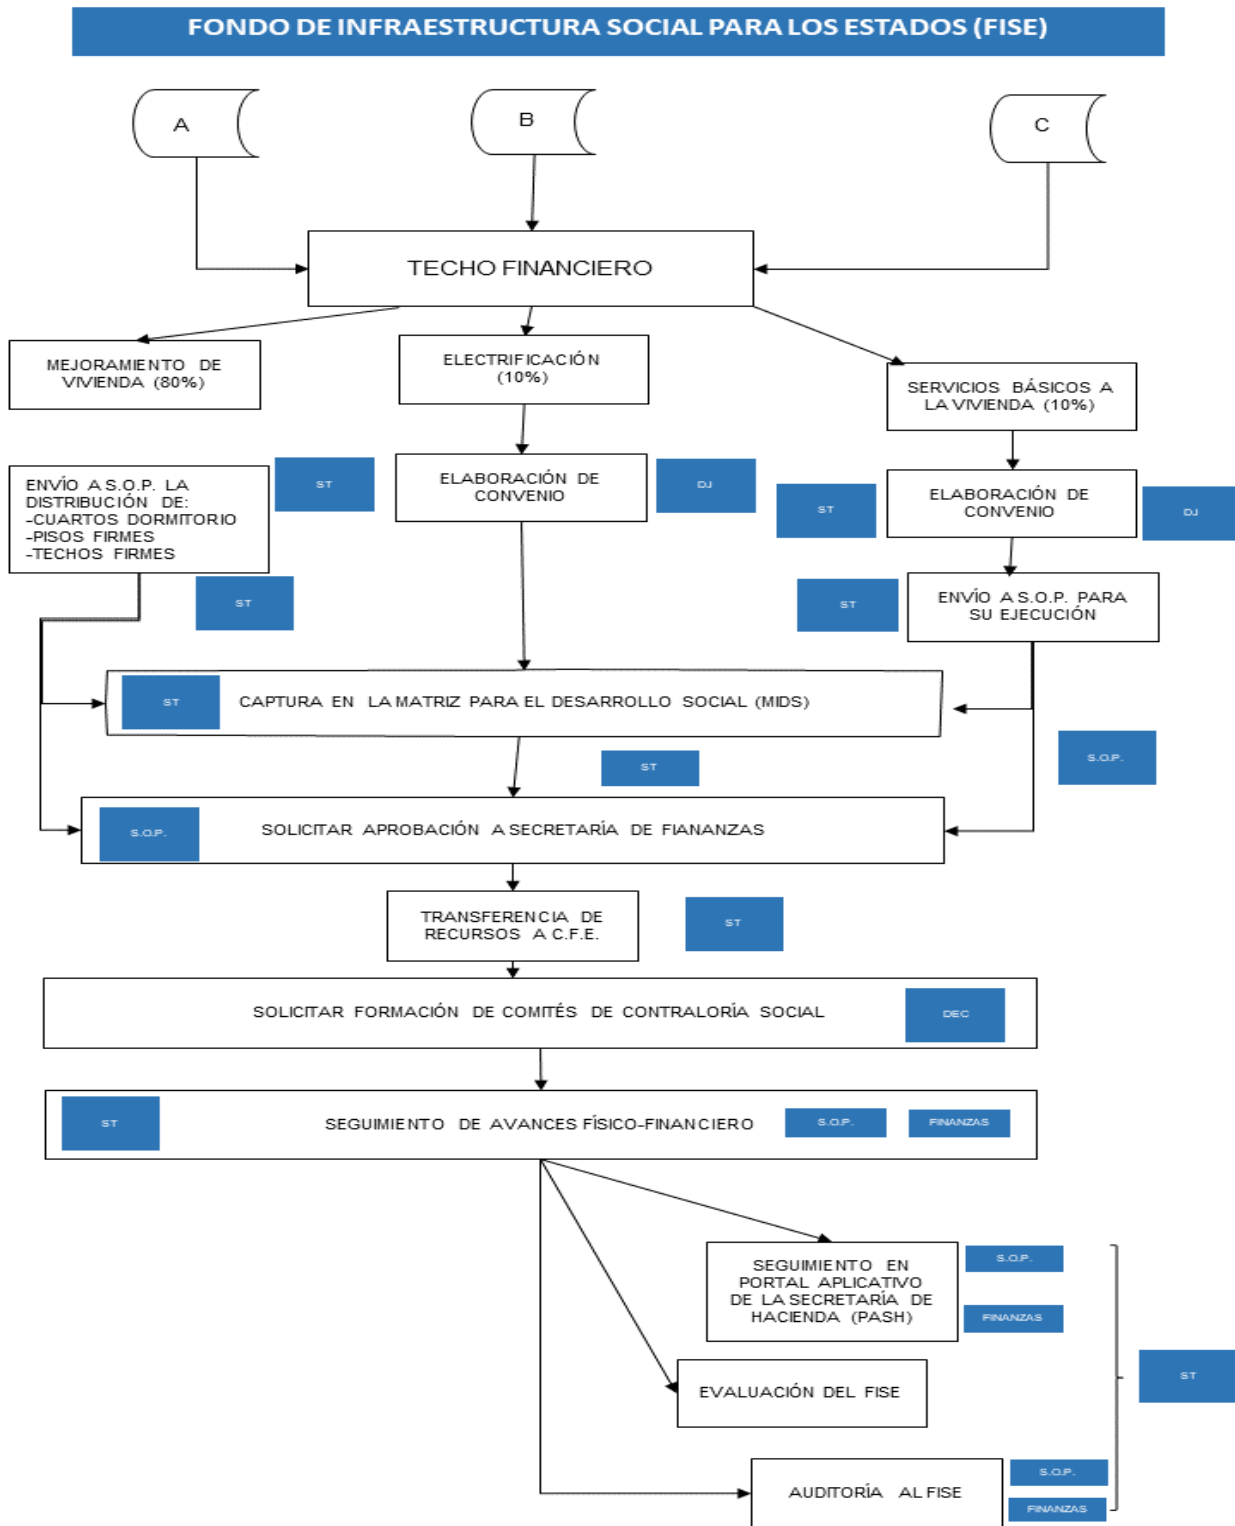 FONDO DE INFRAESTRUCTURA SOCIAL PARA LOS ESTADOS (FISE)
A
B
C
TECHO FINANCIERO
MEJORAMIENTO DE
VIVIENDA (80%)
ELECTRIFICACIÓN
(10%)
SERVICIOS BÁSICOS A
LA VIVIENDA (10%)
ENVÍO A S.O.P. LA
DISTRIBUCIÓN DE:
-CUARTOS DORMITORIO
-PISOS FIRMES
-TECHOS FIRMES
ST
ELABORACIÓN DE
CONVENIO
DJ
ST
ELABORACIÓN DE
CONVENIO
DJ
ST
ST
ENVÍO A S.O.P. PARA
SU EJECUCIÓN
ST
CAPTURA EN LA MATRIZ PARA EL DESARROLLO SOCIAL (MIDS)
ST
S.O.P.
S.O.P.
SOLICITAR APROBACIÓN A SECRETARÍA DE FIANANZAS
TRANSFERENCIA DE
RECURSOS A C.F.E.
ST
SOLICITAR FORMACIÓN DE COMITÉS DE CONTRALORÍA SOCIAL
DEC
ST
SEGUIMIENTO DE AVANCES FÍSICO-FINANCIERO
S.O.P.
FINANZAS
SEGUIMIENTO EN
PORTAL APLICATIVO
DE LA SECRETARÍA DE
HACIENDA (PASH)
S.O.P.
FINANZAS
EVALUACIÓN DEL FISE
ST
AUDITORÍA AL FISE
S.O.P.
FINANZAS